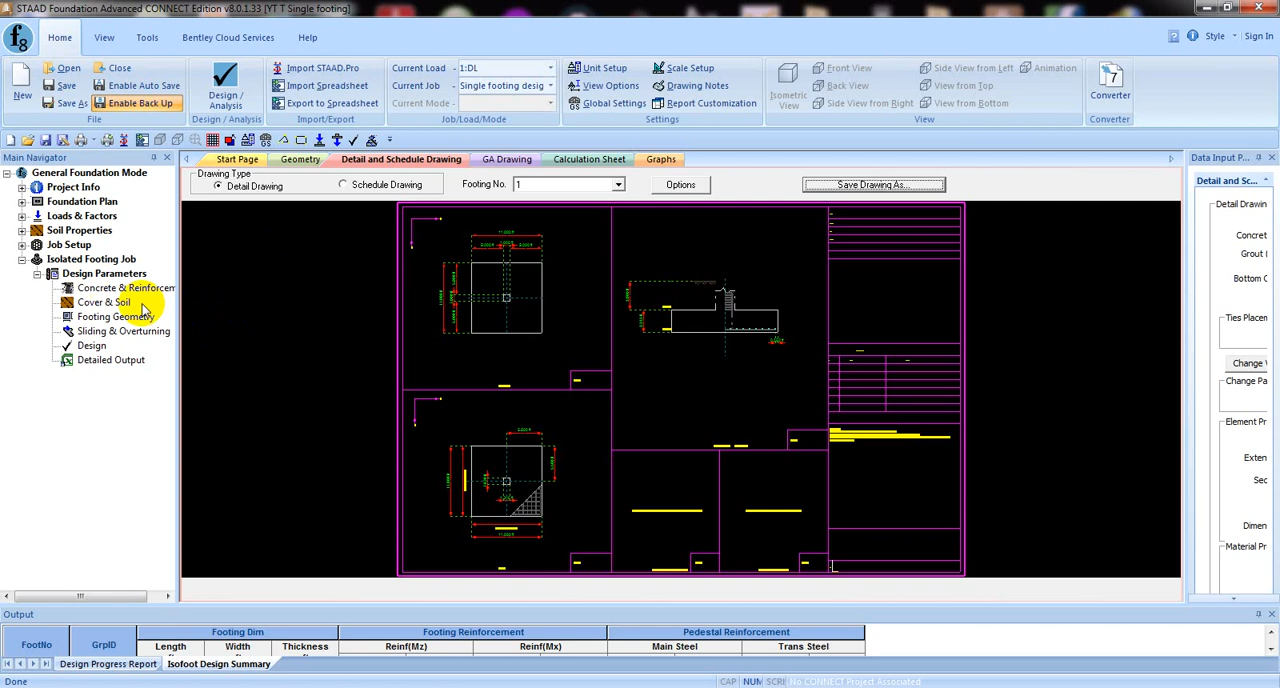 STAAD Foundation Advanced CONNECT Edition v8.0.1.33 [YT T Single footing]
f8 Home View Tools Bentley Cloud Services Help Style Sign In
Open Close Import STAAD.Pro Current Load 1:DL Unit Setup Scale Setup Front View Side View from Left Animation
New Save Enable Auto Save Design / Analysis Import Spreadsheet Current Job Single footing desig View Options Drawing Notes Isometric View Back View View from Top 7 Converter
Save As Enable Back Up Export to Spreadsheet Current Mode Global Settings Report Customization Side View from Right View from Bottom
File Design / Analysis Import/Export Job/Load/Mode Settings View Converter
Main Navigator Start Page Geometry Detail and Schedule Drawing GA Drawing Calculation Sheet Graphs Data Input P...
General Foundation Mode
Drawing Type
Detail Drawing Schedule Drawing Footing No. 1 Options Save Drawing As... Detail and Sc...
Project Info
Foundation Plan
Loads & Factors
Soil Properties
Job Setup
Isolated Footing Job
Design Parameters
Concrete & Reinforcem
Cover & Soil
Footing Geometry
Sliding & Overturning
Design
Detailed Output
Detail Drawing
Concret
Grout
Bottom C
Ties Placem
Change
Change Pa
Element Pr
Exten
Sec
Dimen
Material Pr
Output
FootNo GrpID Footing Dim Footing Reinforcement Pedestal Reinforcement
Length Width Thickness Reinf(Mz) Reinf(Mx) Main Steel Trans Steel
Design Progress Report Isofoot Design Summary
Done CAP NUM SCRI No CONNECT Project Associated